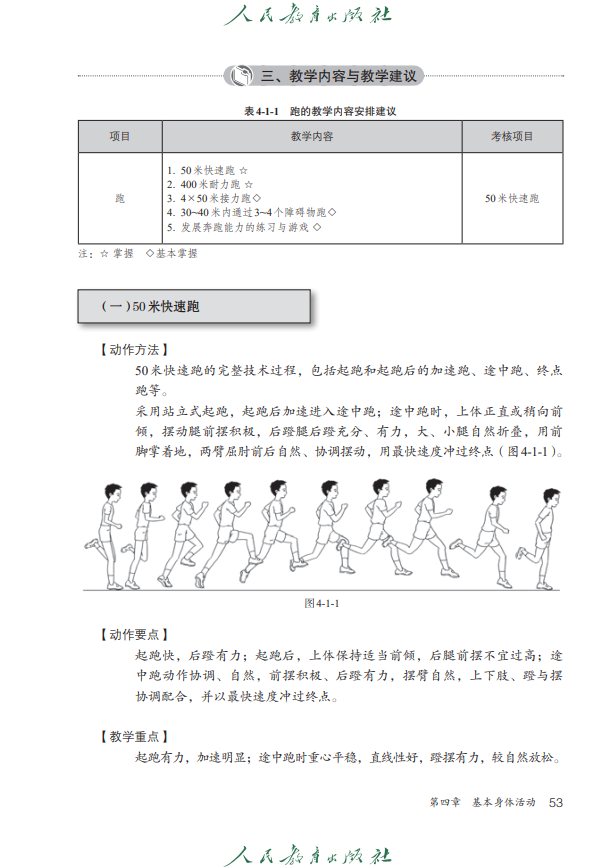 人民教育出版社
三、教学内容与教学建议
表4-1-1 跑的教学内容安排建议
项目 教学内容 考核项目
跑
1. 50米快速跑 ☆
2. 400米耐力跑 ☆
3. 4×50米接力跑◇
4. 30~40米内通过3~4个障碍物跑◇
5. 发展奔跑能力的练习与游戏 ◇
50米快速跑
注：☆ 掌握 ◇基本掌握
（一）50米快速跑
【动作方法】
50米快速跑的完整技术过程，包括起跑和起跑后的加速跑、途中跑、终点
跑等。
采用站立式起跑，起跑后加速进入途中跑；途中跑时，上体正直或稍向前
倾，摆动腿前摆积极，后蹬腿后蹬充分、有力，大、小腿自然折叠，用前
脚掌着地，两臂屈肘前后自然、协调摆动，用最快速度冲过终点（图4-1-1）。
图4-1-1
【动作要点】
起跑快，后蹬有力；起跑后，上体保持适当前倾，后腿前摆不宜过高；途
中跑动作协调、自然，前摆积极、后蹬有力，摆臂自然，上下肢、蹬与摆
协调配合，并以最快速度冲过终点。
【教学重点】
起跑有力，加速明显；途中跑时重心平稳，直线性好，蹬摆有力，较自然放松。
第四章 基本身体活动 53
人民教育出版社